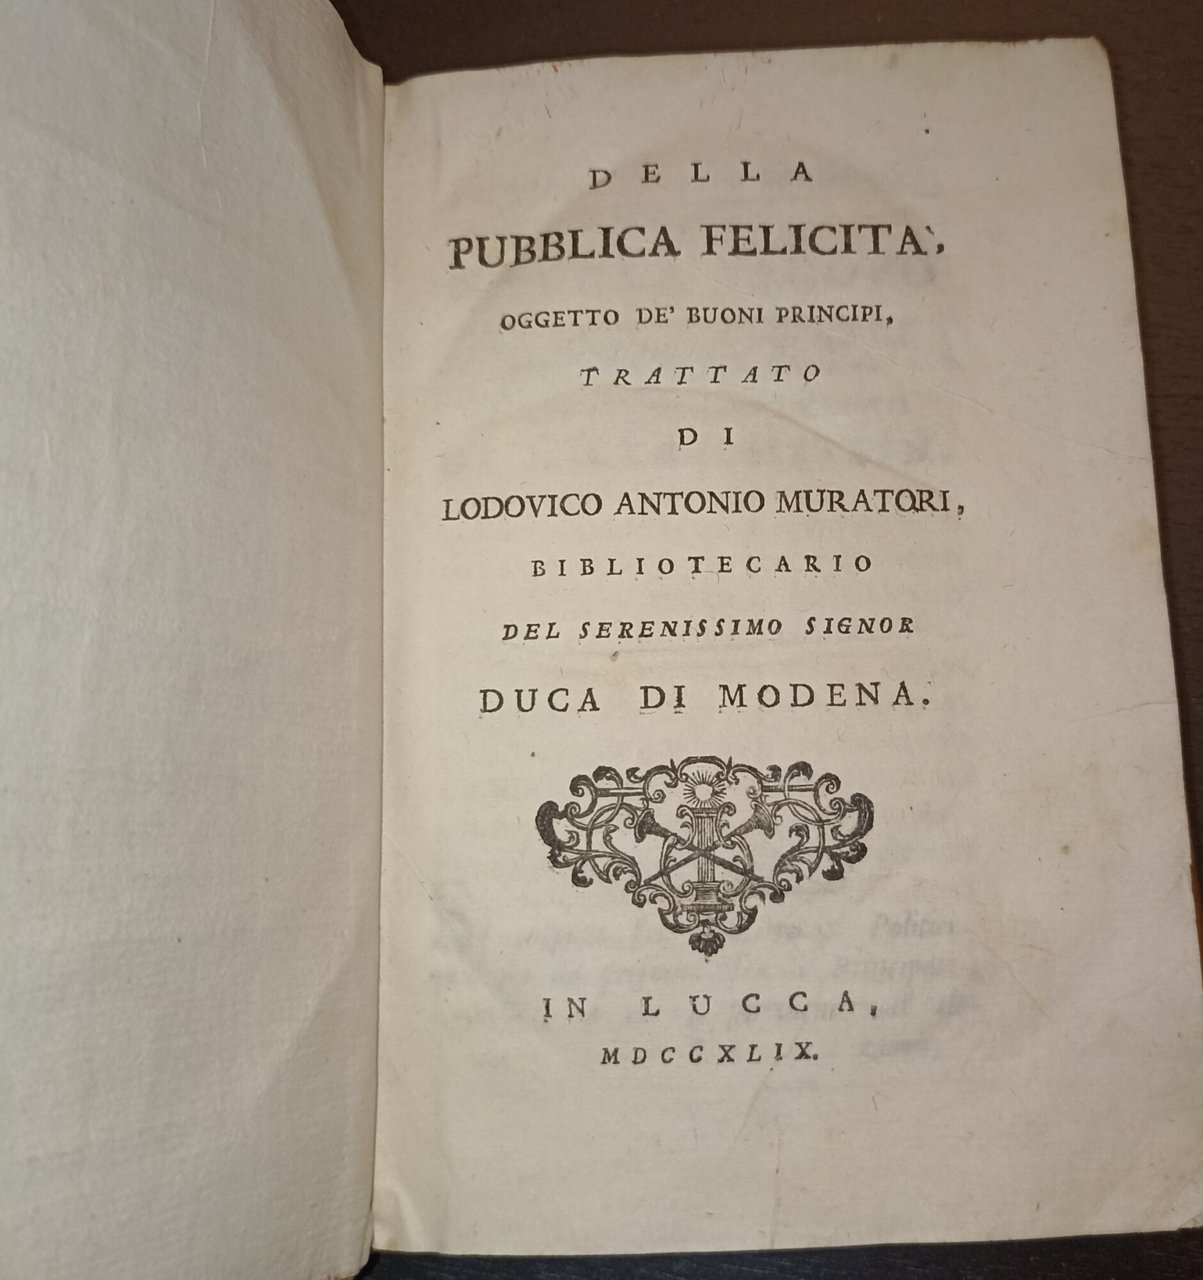 DELLA
PUBBLICA FELICITA`,
OGGETTO DE' BUONI PRINCIPI,
TRATTATO
DI
LODOVICO ANTONIO MURATORI,
BIBLIOTECARIO
DEL SERENISSIMO SIGNOR
DUCA DI MODENA.
IN LUCCA,
MDCCXLIX.